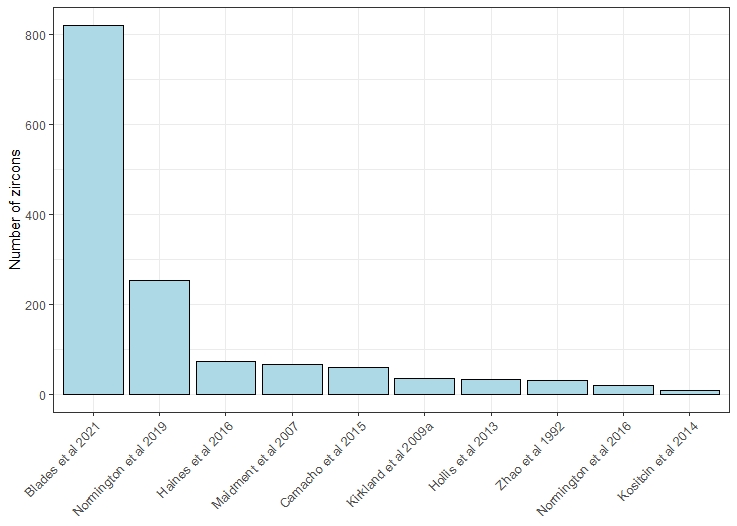 Number of zircons
800
600
400
200
0
Blades et al 2021
Normington et al 2019
Haines et al 2016
Maidment et al 2007
Camacho et al 2015
Kirkland et al 2009a
Hollis et al 2013
Zhao et al 1992
Normington et al 2016
Kositcin et al 2014